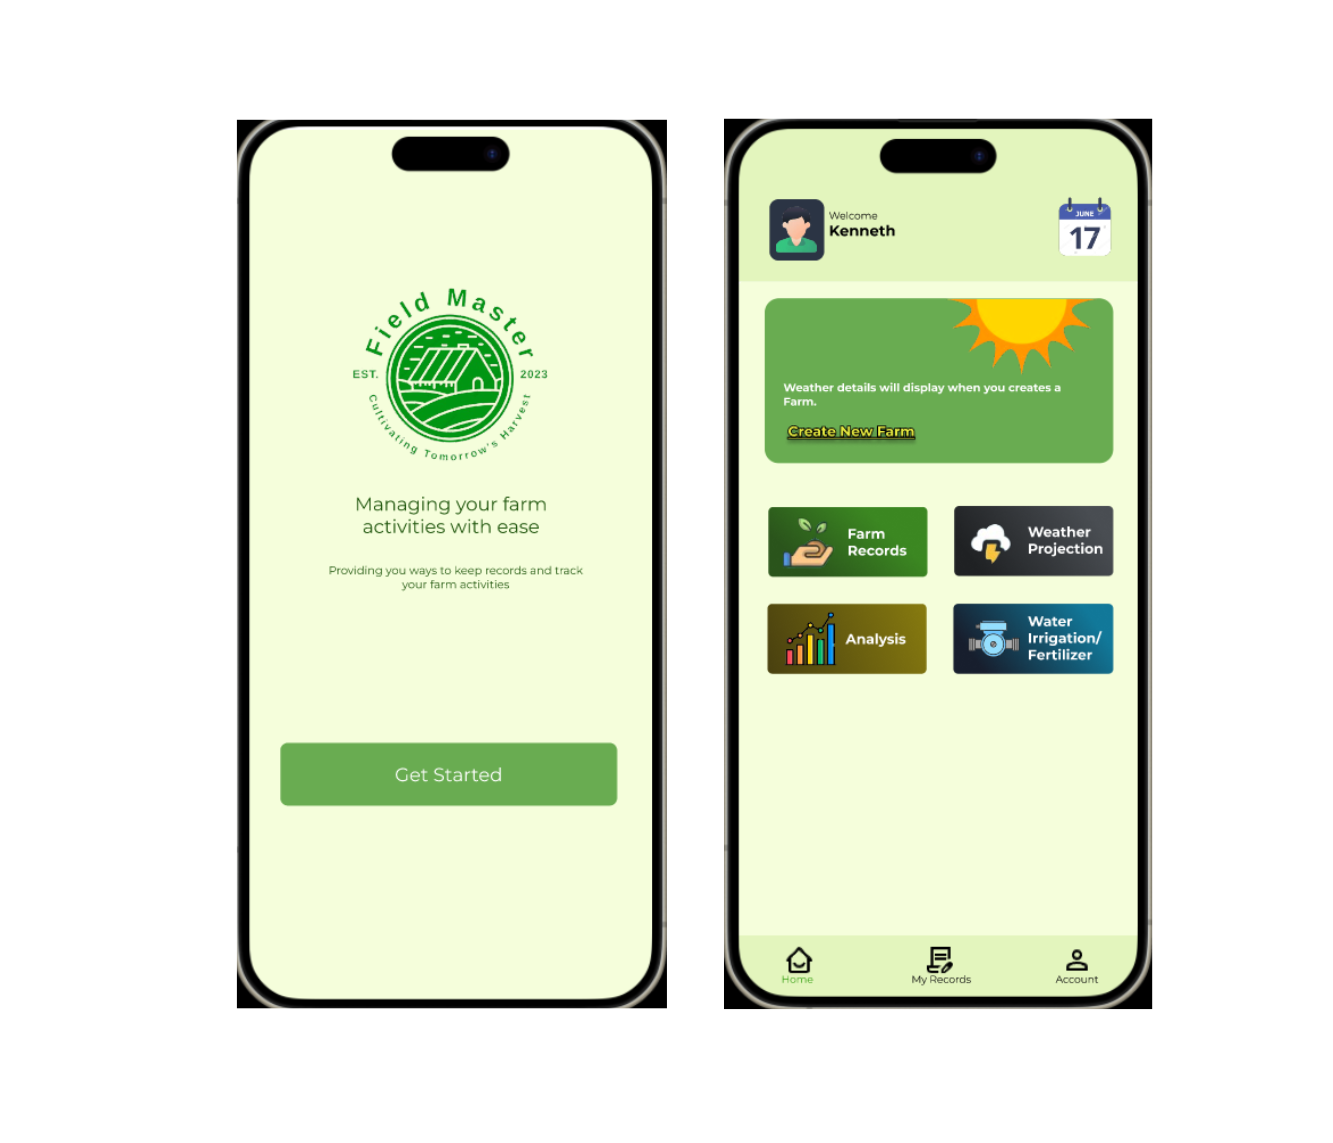 Field Master
EST. 2023
Cultivating Tomorrow's Harvest
Managing your farm
activities with ease
Providing you ways to keep records and track
your farm activities
Get Started
Welcome
Kenneth
JUNE
17
Weather details will display when you creates a
Farm.
Create New Farm
Farm
Records
Weather
Projection
Analysis
Water
Irrigation/
Fertilizer
Home
My Records
Account